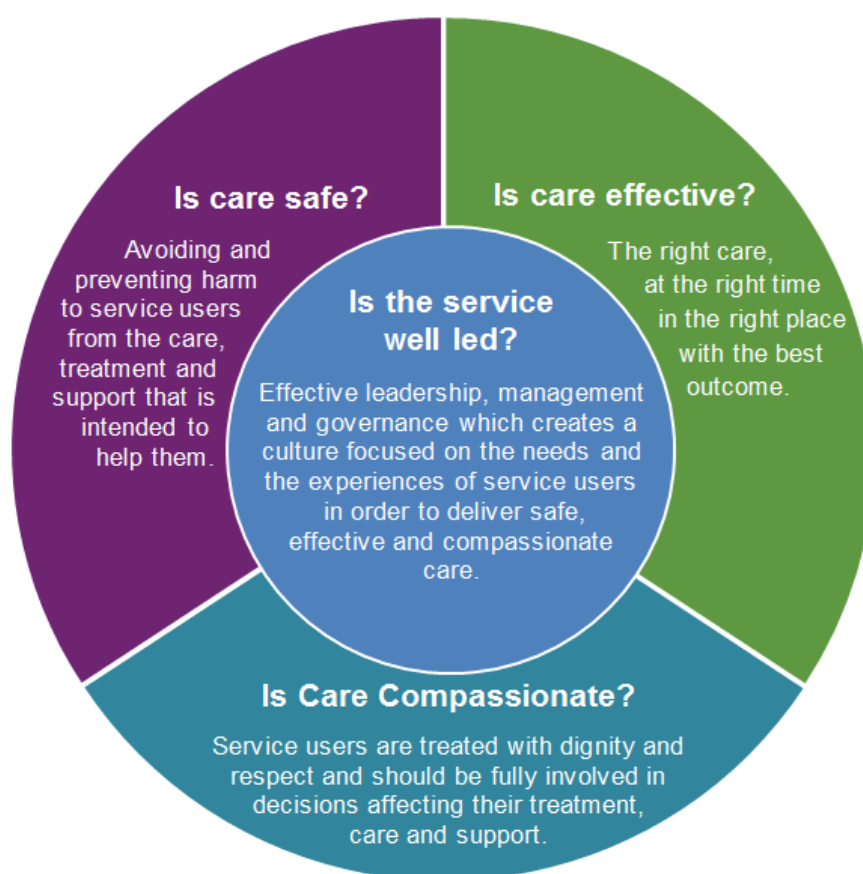 Is care safe?
Avoiding and
preventing harm
to service users
from the care,
treatment and
support that is
intended to
help them.
Is care effective?
The right care,
at the right time
in the right place
with the best
outcome.
Is the service
well led?
Effective leadership, management
and governance which creates a
culture focused on the needs and
the experiences of service users
in order to deliver safe,
effective and compassionate
care.
Is Care Compassionate?
Service users are treated with dignity and
respect and should be fully involved in
decisions affecting their treatment,
care and support.